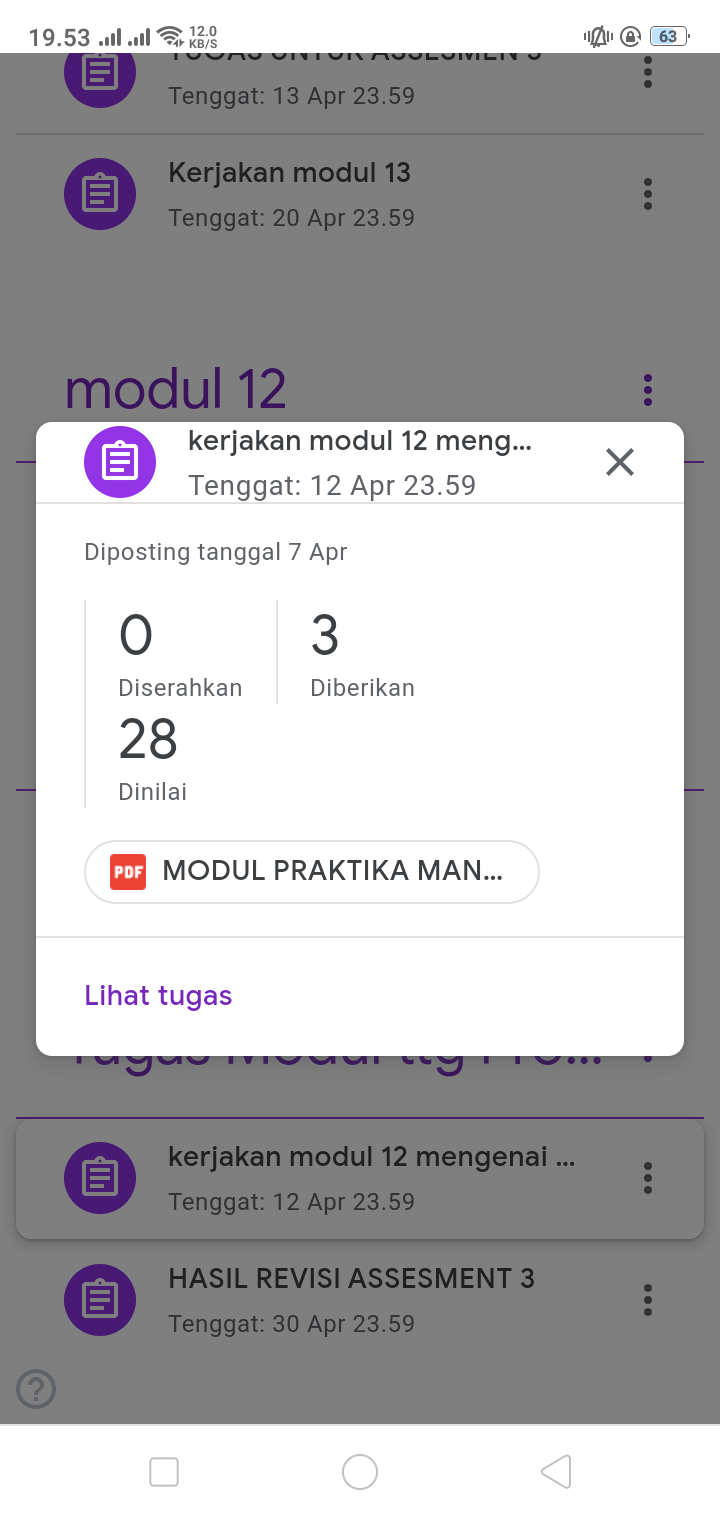 19.53
12.0
KB/S
63
TUGAS UNTUK ASSESMEN 3
Tenggat: 13 Apr 23.59
Kerjakan modul 13
Tenggat: 20 Apr 23.59
modul 12
kerjakan modul 12 meng...
Tenggat: 12 Apr 23.59
Diposting tanggal 7 Apr
0
Diserahkan
3
Diberikan
28
Dinilai
PDF MODUL PRAKTIKA MAN...
Lihat tugas
Tugas Modul ttg Pro...
kerjakan modul 12 mengenai ...
Tenggat: 12 Apr 23.59
HASIL REVISI ASSESMENT 3
Tenggat: 30 Apr 23.59
?